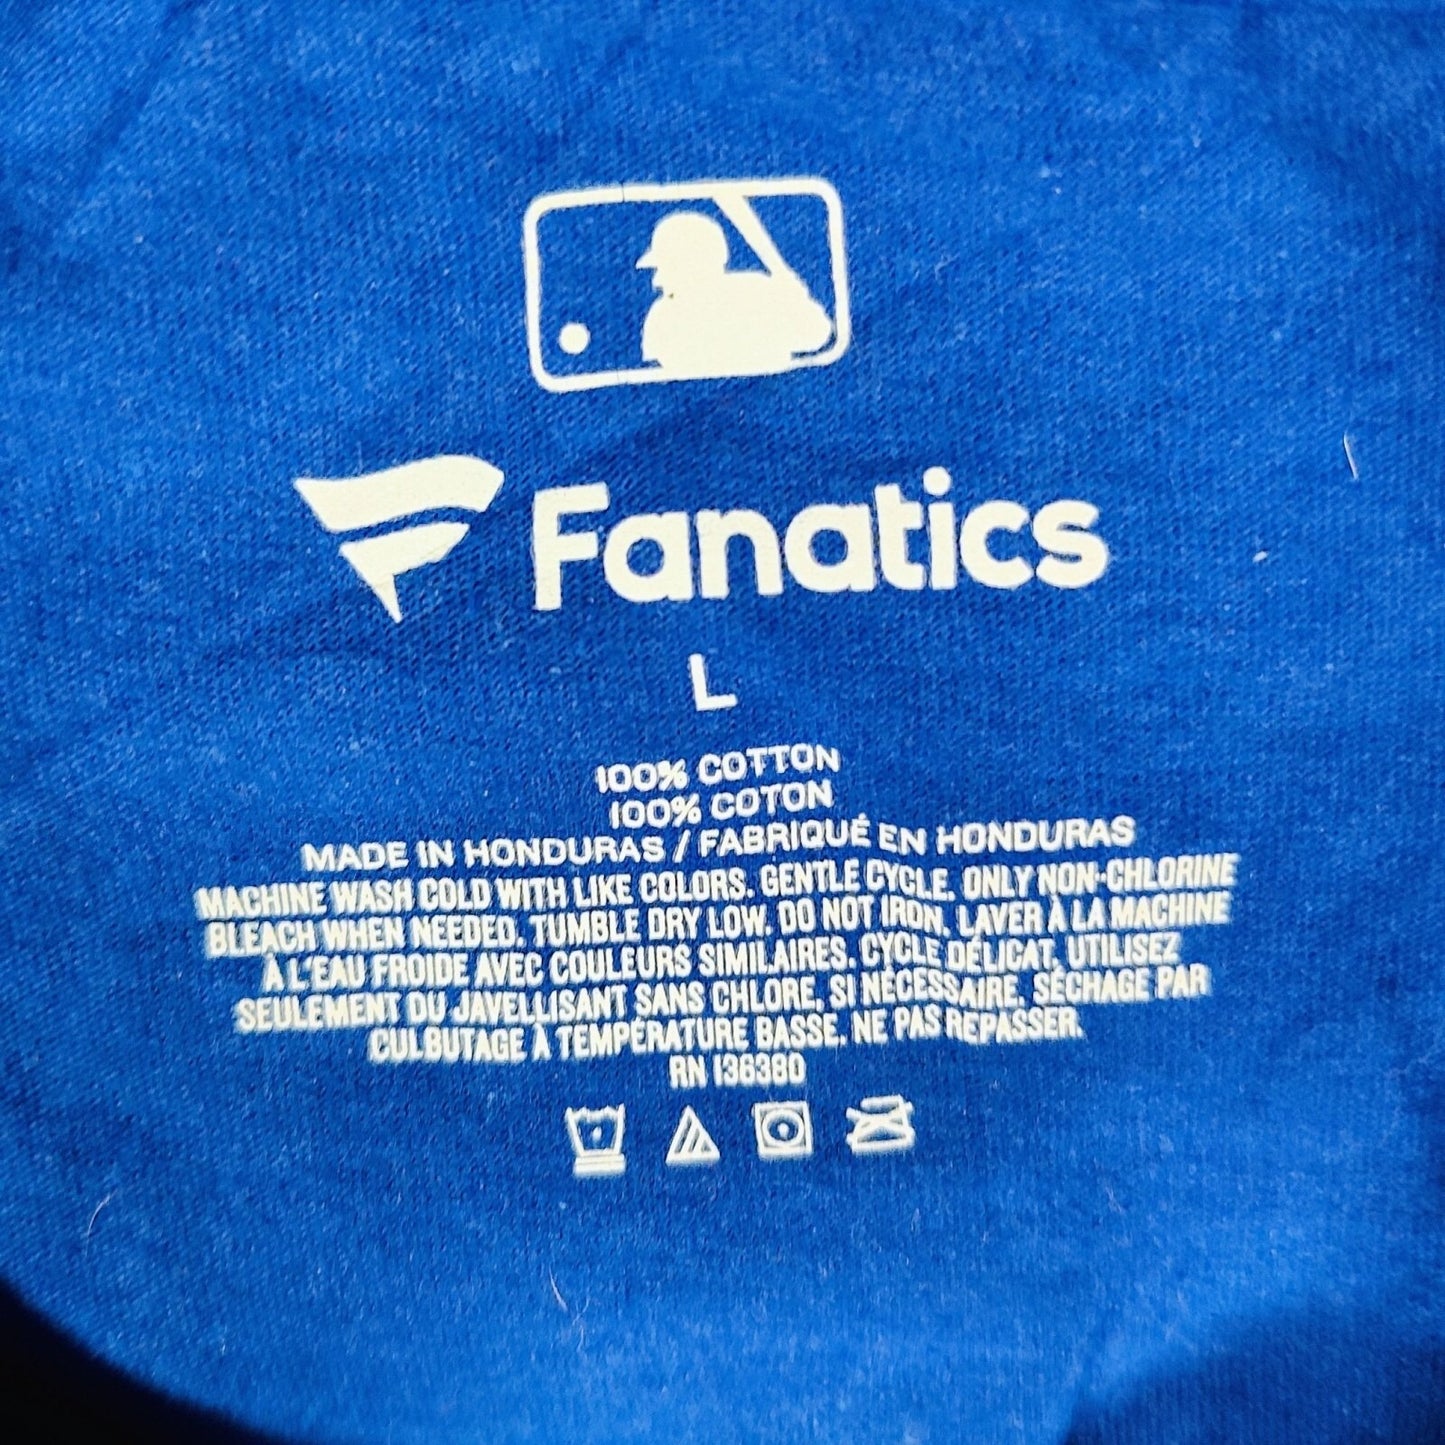 Fanatics
L
100% COTTON
100% COTON
MADE IN HONDURAS / FABRIQUÉ EN HONDURAS
MACHINE WASH COLD WITH LIKE COLORS. GENTLE CYCLE. ONLY NON-CHLORINE
BLEACH WHEN NEEDED. TUMBLE DRY LOW. DO NOT IRON. LAVER À LA MACHINE
À L'EAU FROIDE AVEC COULEURS SIMILAIRES. CYCLE DÉLICAT. UTILISEZ
SEULEMENT DU JAVELLISANT SANS CHLORE, SI NÉCESSAIRE. SÉCHAGE PAR
CULBUTAGE À TEMPÉRATURE BASSE. NE PAS REPASSER.
RN 136380